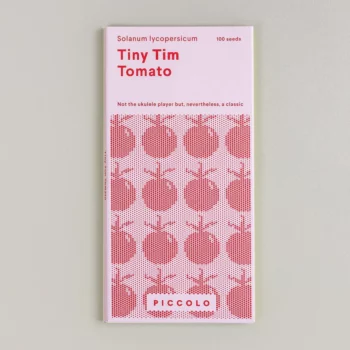 Solanum lycopersicum 100 seeds
Tiny Tim
Tomato
Not the ukulele player but, nevertheless, a classic
PICCOLO